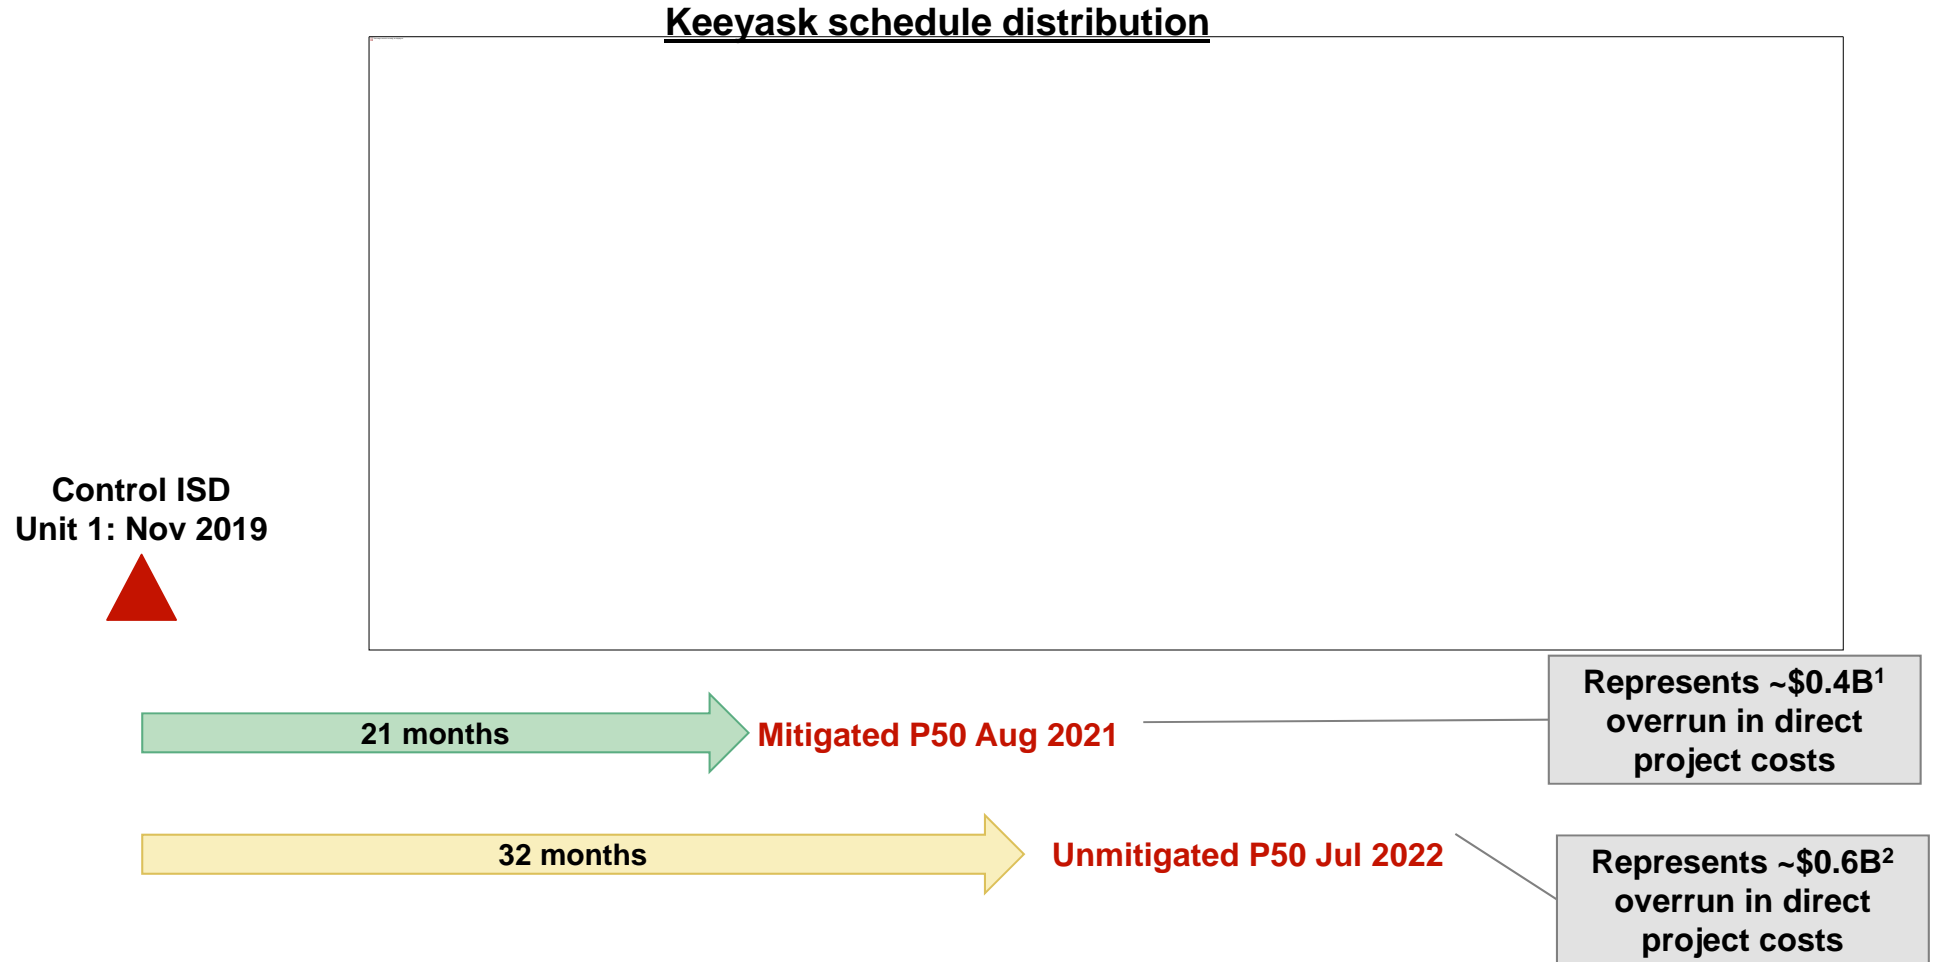 Keeyask schedule distribution
Control ISD
Unit 1: Nov 2019
21 months
Mitigated P50 Aug 2021
Represents ~$0.4B¹
overrun in direct
project costs
32 months
Unmitigated P50 Jul 2022
Represents ~$0.6B²
overrun in direct
project costs